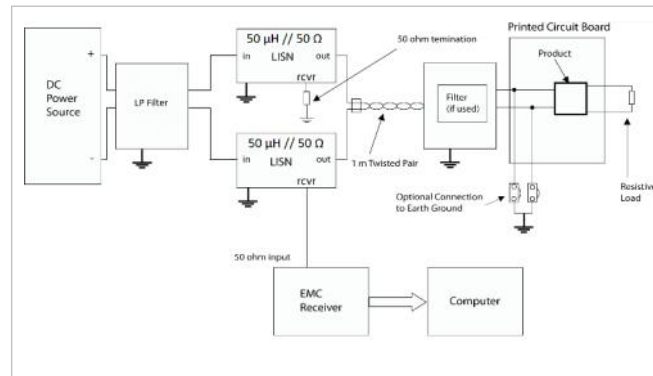 Printed Circuit Board
50 µH // 50 Ω
LISN
in
out
rcvr
50 ohm temination
Product
+
DC
Power
Source
-
LP Filter
Filter
(if used)
50 µH // 50 Ω
LISN
in
out
rcvr
1 m Twisted Pair
Resistive
Load
Optional Connection
to Earth Ground
50 ohm input
EMC
Receiver
Computer